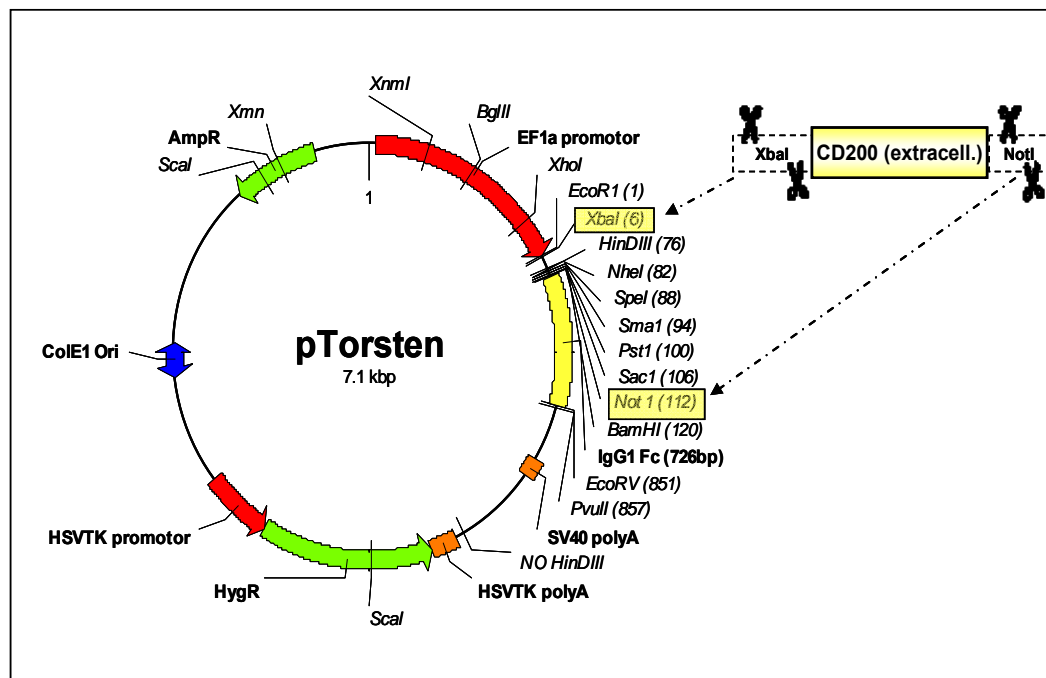 XnmI
Xmn
BglII
AmpR
EF1a promotor
ScaI
XhoI
XbaI
CD200 (extracell.)
NotI
EcoR1 (1)
1
XbaI (6)
HinDIII (76)
NheI (82)
SpeI (88)
Sma1 (94)
pTorsten
7.1 kbp
Pst1 (100)
ColE1 Ori
Sac1 (106)
Not 1 (112)
BamHI (120)
IgG1 Fc (726bp)
EcoRV (851)
PvuII (857)
HSVTK promotor
SV40 polyA
NO HinDIII
HygR
HSVTK polyA
ScaI